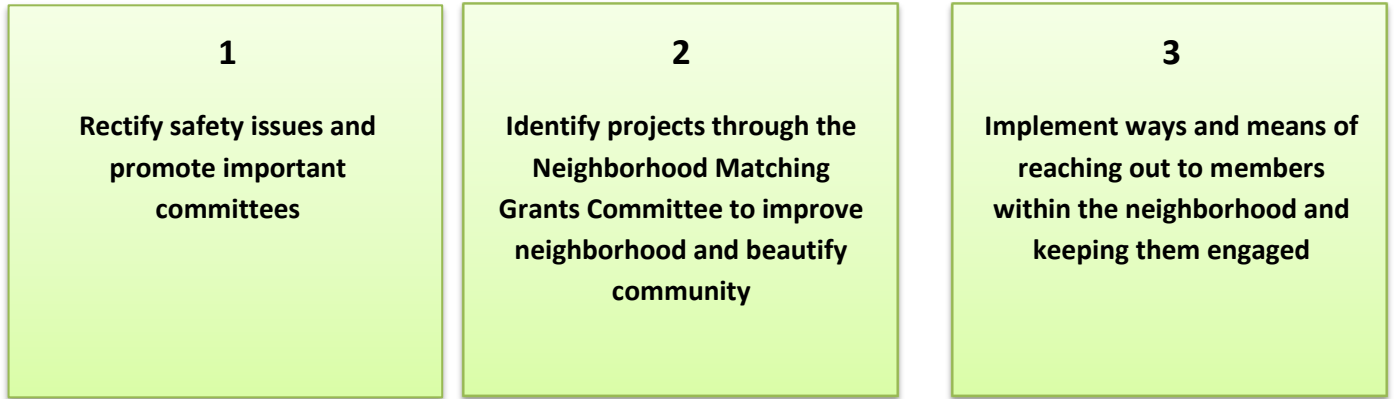 1
Rectify safety issues and
promote important
committees
2
Identify projects through the
Neighborhood Matching
Grants Committee to improve
neighborhood and beautify
community
3
Implement ways and means of
reaching out to members
within the neighborhood and
keeping them engaged